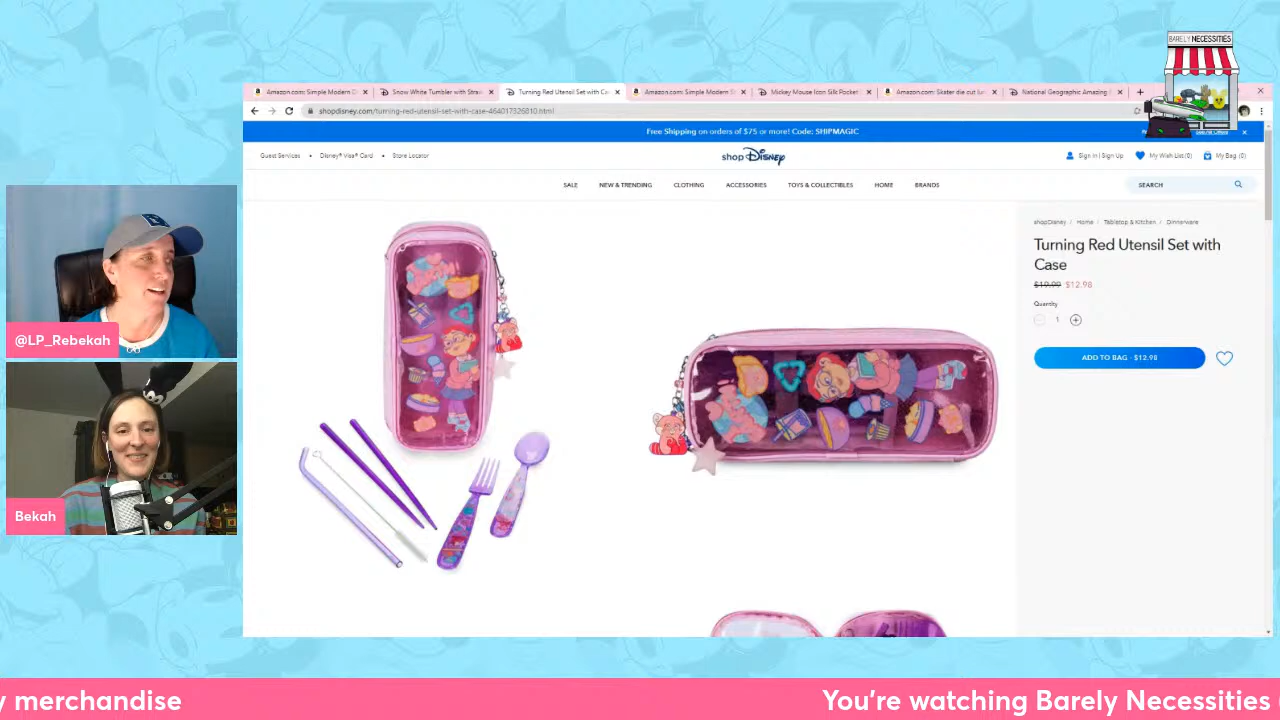 BARELY NECESSITIES
Amazon.com: Simple Modern D
Snow White Tumbler with Straw
Turning Red Utensil Set with Ca
Amazon.com: Simple Modern S
Mickey Mouse Icon Silk Pocket
Amazon.com: Skater die cut lun
National Geographic Amazing
shopdisney.com/turning-red-utensil-set-with-case-464017326810.html
Free Shipping on orders of $75 or more! Code: SHIPMAGIC
Guest Services • Disney® Visa® Card • Store Locator
shop Disney
Sign In | Sign Up
My Wish List (0)
My Bag (0)
SALE
NEW & TRENDING
CLOTHING
ACCESSORIES
TOYS & COLLECTIBLES
HOME
BRANDS
SEARCH
shopDisney / Home / Tabletop & Kitchen / Dinnerware
Turning Red Utensil Set with
Case
$19.99 $12.98
Quantity
1
ADD TO BAG - $12.98
@LP_Rebekah
Bekah
y merchandise
You're watching Barely Necessities